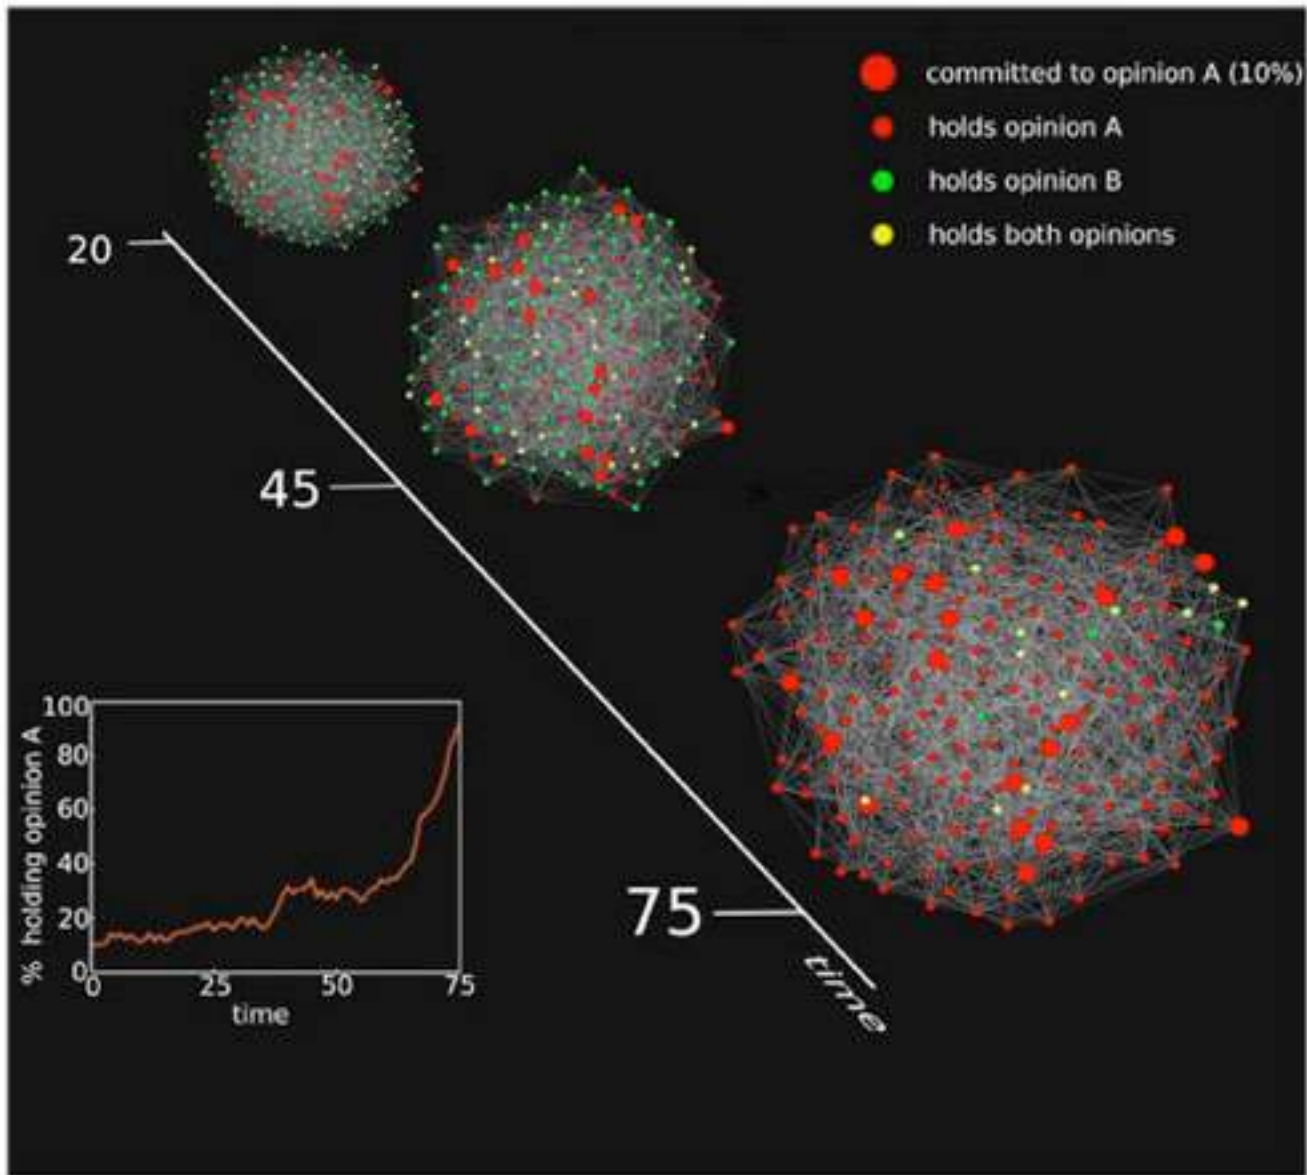 committed to opinion A (10%)
holds opinion A
holds opinion B
holds both opinions
20
45
75
time
% holding opinion A
100
80
60
40
20
0
0 25 50 75
time